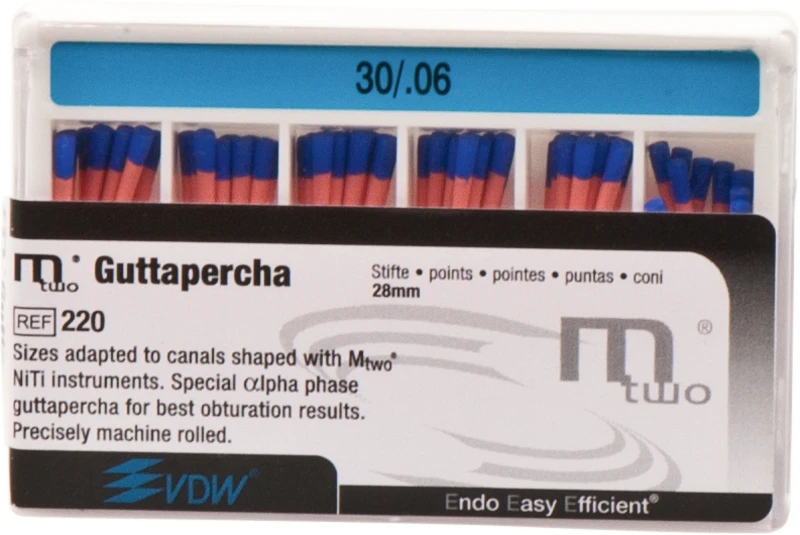 30/.06
mtwo® Guttapercha
Stifte • points • pointes • puntas • coni
28mm
REF 220
Sizes adapted to canals shaped with Mtwo®
NiTi instruments. Special αlpha phase
guttapercha for best obturation results.
Precisely machine rolled.
mtwo®
VDW®
Endo Easy Efficient®